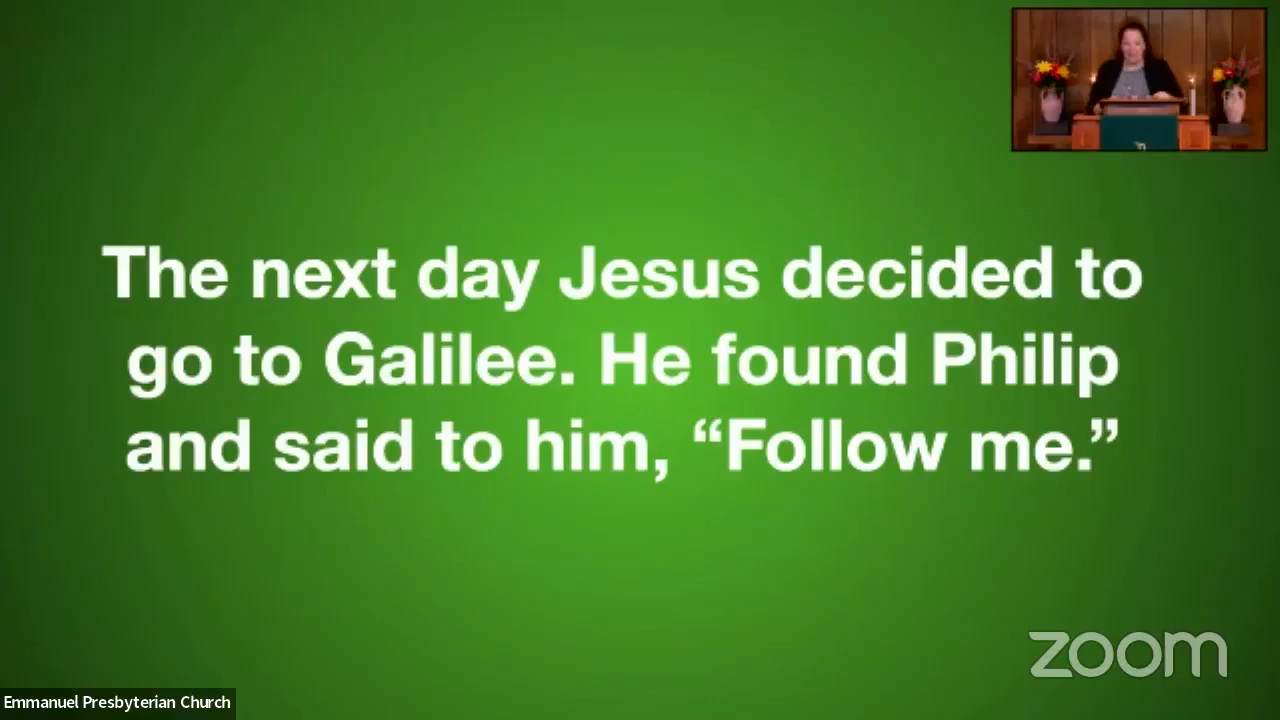 The next day Jesus decided to
go to Galilee. He found Philip
and said to him, “Follow me.”
zoom
Emmanuel Presbyterian Church